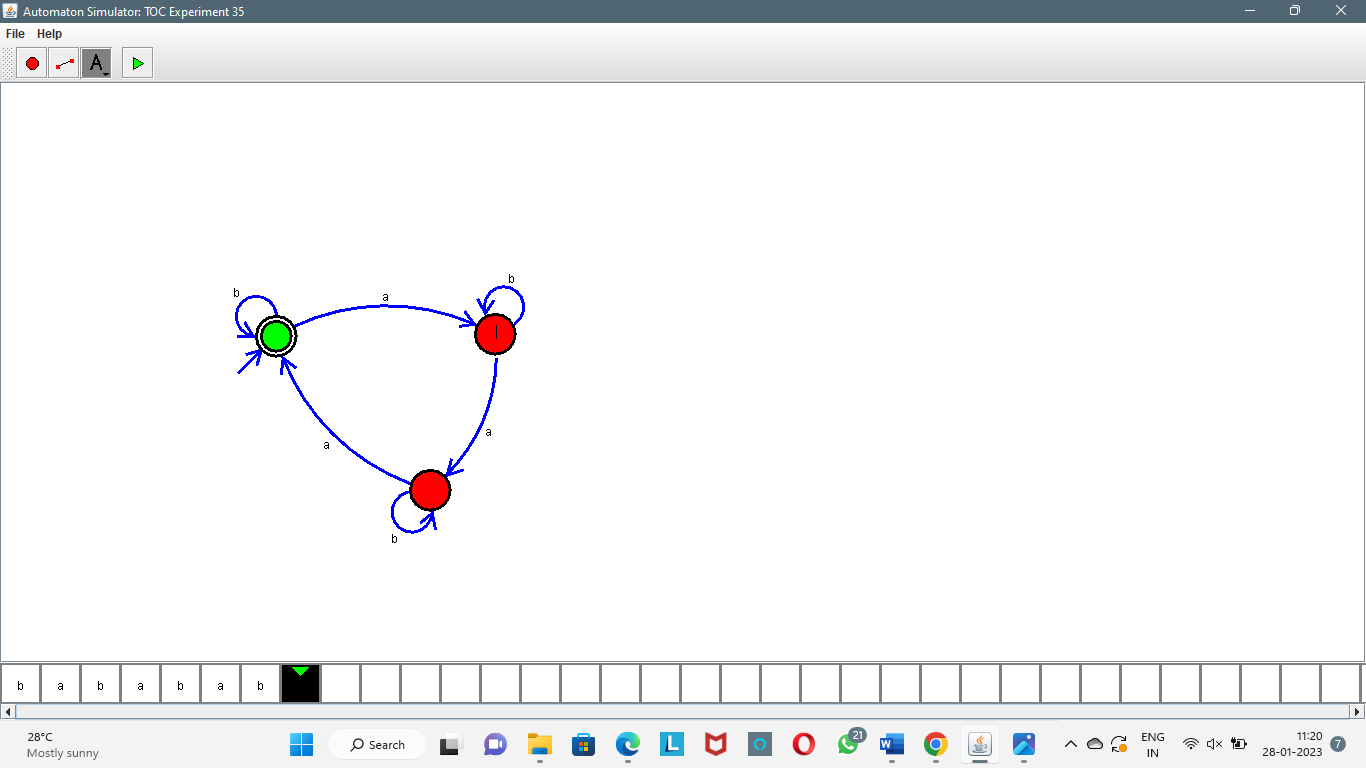 Automaton Simulator: TOC Experiment 35
File Help
A
b
b
a
a
a
b
b a b a b a b
28°C
Mostly sunny
Search
L
21
W
ENG
IN
11:20
28-01-2023
7